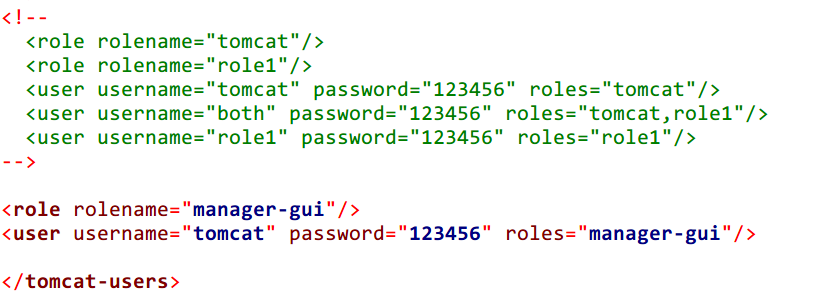 <!--
  <role rolename="tomcat"/>
  <role rolename="role1"/>
  <user username="tomcat" password="123456" roles="tomcat"/>
  <user username="both" password="123456" roles="tomcat,role1"/>
  <user username="role1" password="123456" roles="role1"/>
-->
<role rolename="manager-gui"/>
<user username="tomcat" password="123456" roles="manager-gui"/>
</tomcat-users>